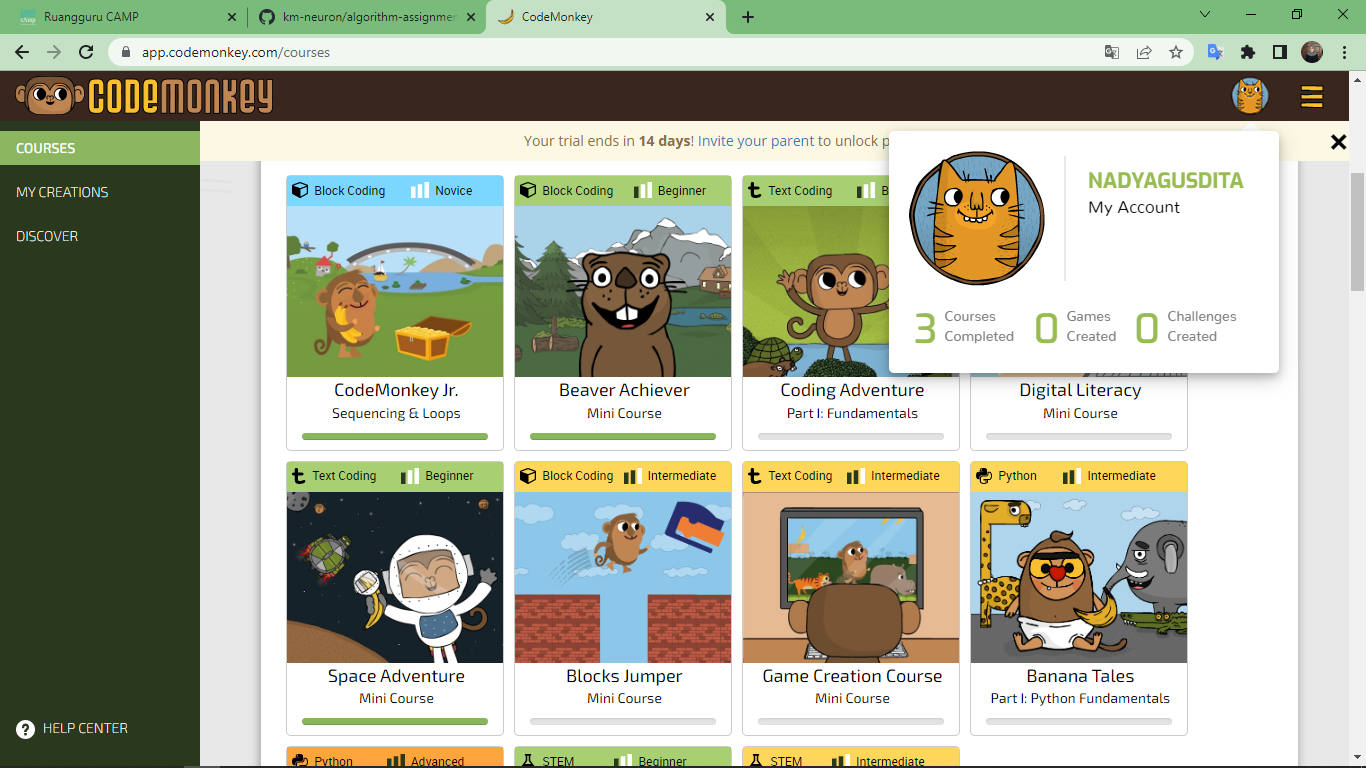 Ruangguru CAMP
km-neuron/algorithm-assignmen
CodeMonkey
app.codemonkey.com/courses
CODEMONKEY
COURSES
MY CREATIONS
DISCOVER
HELP CENTER
Your trial ends in 14 days! Invite your parent to unlock p
NADYAGUSDITA
My Account
3 Courses Completed
0 Games Created
0 Challenges Created
Block Coding Novice
CodeMonkey Jr.
Sequencing & Loops
Block Coding Beginner
Beaver Achiever
Mini Course
Text Coding B
Coding Adventure
Part I: Fundamentals
Digital Literacy
Mini Course
Text Coding Beginner
Space Adventure
Mini Course
Block Coding Intermediate
Blocks Jumper
Mini Course
Text Coding Intermediate
Game Creation Course
Mini Course
Python Intermediate
Banana Tales
Part I: Python Fundamentals
Python Advanced
STEM Beginner
STEM Intermediate